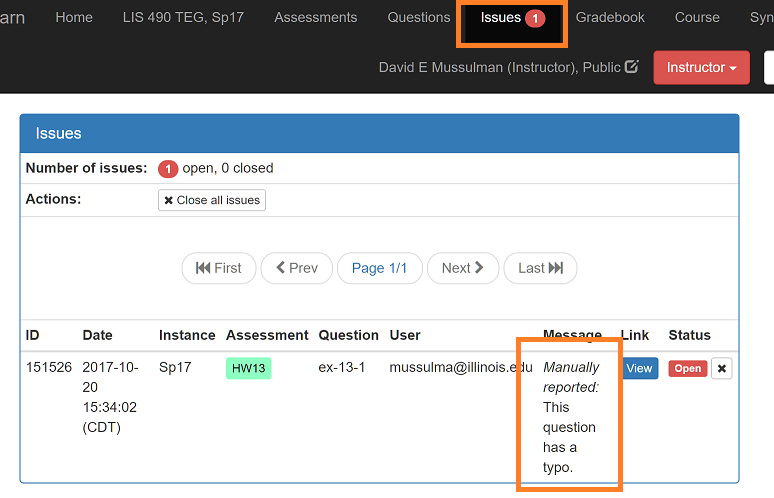 arn Home LIS 490 TEG, Sp17 Assessments Questions Issues 1 Gradebook Course Syn
David E Mussulman (Instructor), Public Instructor
Issues
Number of issues: 1 open, 0 closed
Actions: Close all issues
First Prev Page 1/1 Next Last
ID Date Instance Assessment Question User Message Link Status
151526 2017-10- Sp17 HW13 ex-13-1 mussulma@illinois.edu Manually View Open
20 reported:
15:34:02 This
(CDT) question
has a
typo.